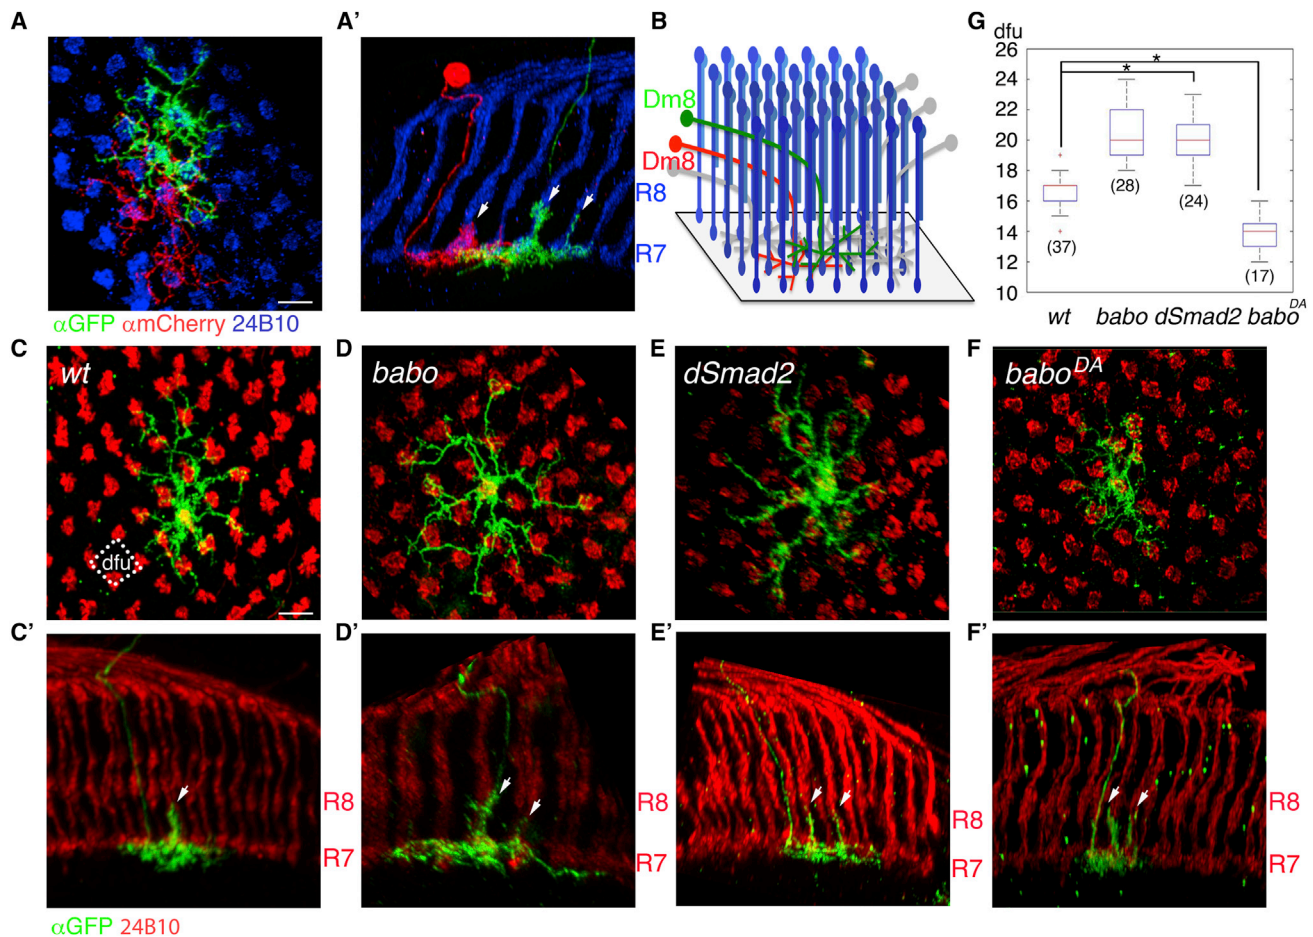 A
A'
B
G
dfu
26
24
22
20
18
16
14
12
10
*
*
(37)
(28)
(24)
(17)
wt babo dSmad2 babo DA
Dm8
Dm8
R8
R7
αGFP αmCherry 24B10
C
wt
dfu
D
babo
E
dSmad2
F
babo DA
C'
R8
R7
D'
R8
R7
E'
R8
R7
F'
R8
R7
αGFP 24B10